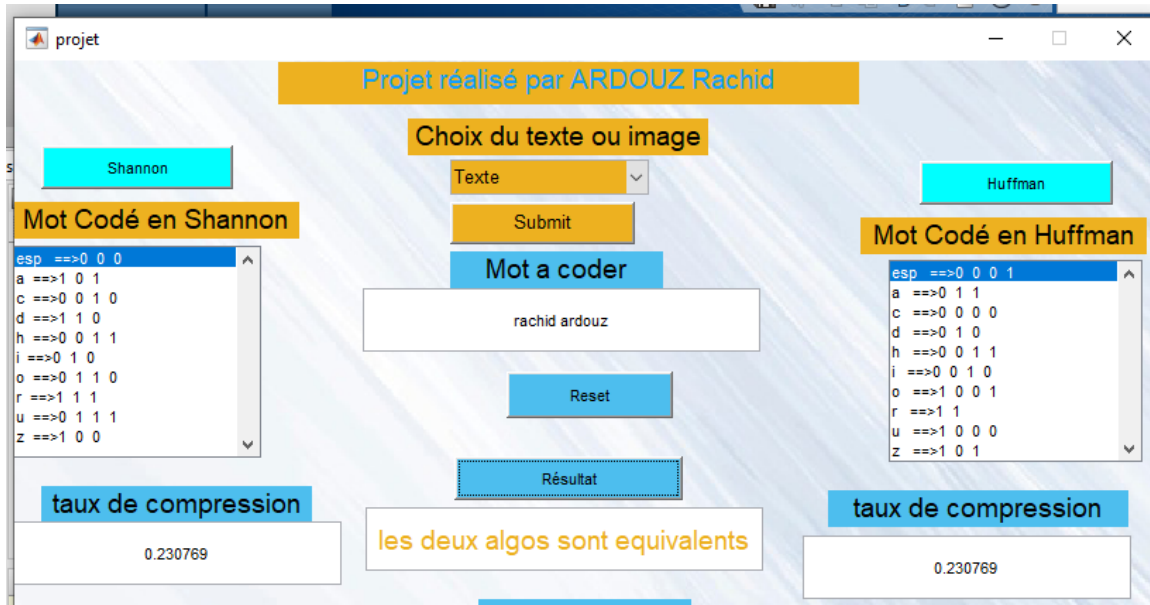 projet
Projet réalisé par ARDOUZ Rachid
Choix du texte ou image
Texte
Submit
Shannon
Mot Codé en Shannon
esp ==>0 0 0
a ==>1 0 1
c ==>0 0 1 0
d ==>1 1 0
h ==>0 0 1 1
i ==>0 1 0
o ==>0 1 1 0
r ==>1 1 1
u ==>0 1 1 1
z ==>1 0 0
taux de compression
0.230769
Mot a coder
rachid ardouz
Reset
Résultat
les deux algos sont equivalents
Huffman
Mot Codé en Huffman
esp ==>0 0 0 1
a ==>0 1 1
c ==>0 0 0 0
d ==>0 1 0
h ==>0 0 1 1
i ==>0 0 1 0
o ==>1 0 0 1
r ==>1 1
u ==>1 0 0 0
z ==>1 0 1
taux de compression
0.230769